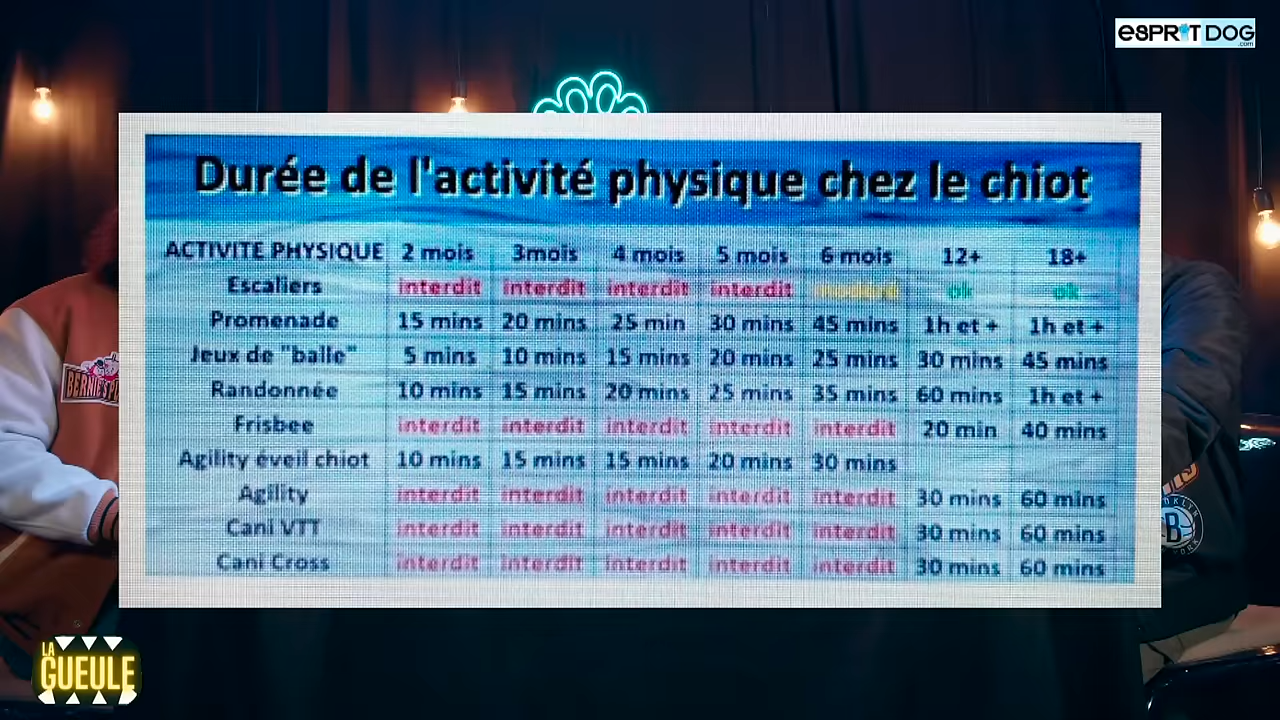 ESPRIT DOG
.com
Durée de l'activité physique chez le chiot
ACTIVITE PHYSIQUE 2 mois 3mois 4 mois 5 mois 6 mois 12+ 18+
Escaliers interdit interdit interdit interdit modéré ok ok
Promenade 15 mins 20 mins 25 min 30 mins 45 mins 1h et + 1h et +
Jeux de "balle" 5 mins 10 mins 15 mins 20 mins 25 mins 30 mins 45 mins
Randonnée 10 mins 15 mins 20 mins 25 mins 35 mins 60 mins 1h et +
Frisbee interdit interdit interdit interdit interdit 20 min 40 mins
Agility éveil chiot 10 mins 15 mins 15 mins 20 mins 30 mins
Agility interdit interdit interdit interdit interdit 30 mins 60 mins
Cani VTT interdit interdit interdit interdit interdit 30 mins 60 mins
Cani Cross interdit interdit interdit interdit interdit 30 mins 60 mins
B
LA
GUEULE